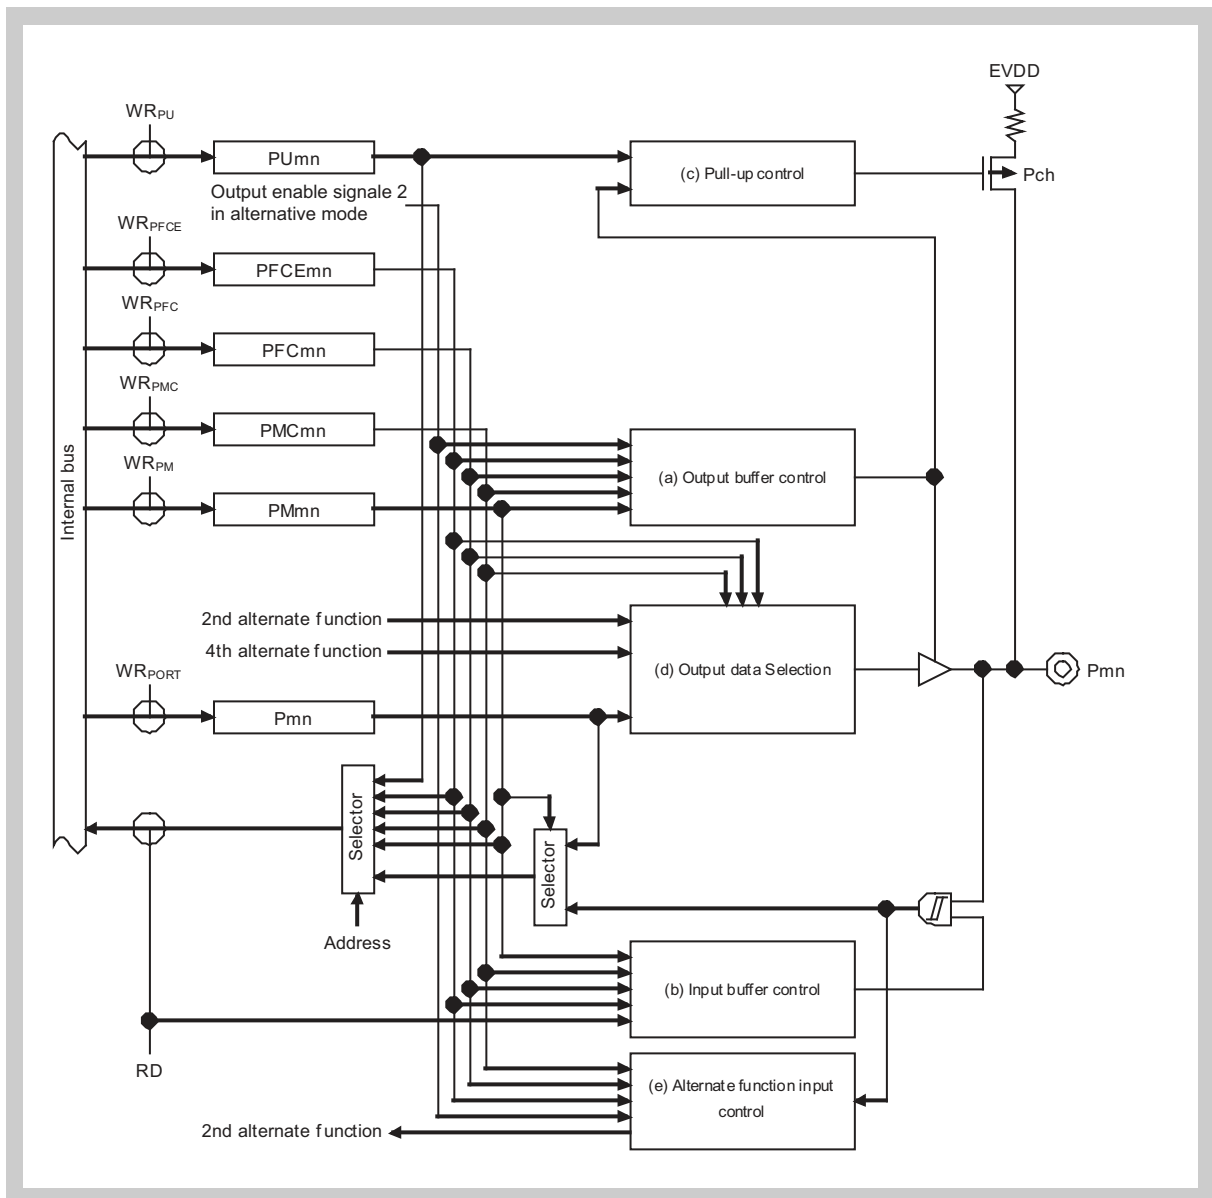 EVDD
WRPU
PUmn
(c) Pull-up control
Pch
Output enable signale 2
in alternative mode
WRPFCE
PFCEmn
WRPFC
PFCmn
WRPMC
PMCmn
Internal bus
WRPM
(a) Output buffer control
PMmn
2nd alternate function
4th alternate function
(d) Output data Selection
Pmn
WRPORT
Pmn
Selector
Selector
Address
(b) Input buffer control
RD
(e) Alternate function input
control
2nd alternate function